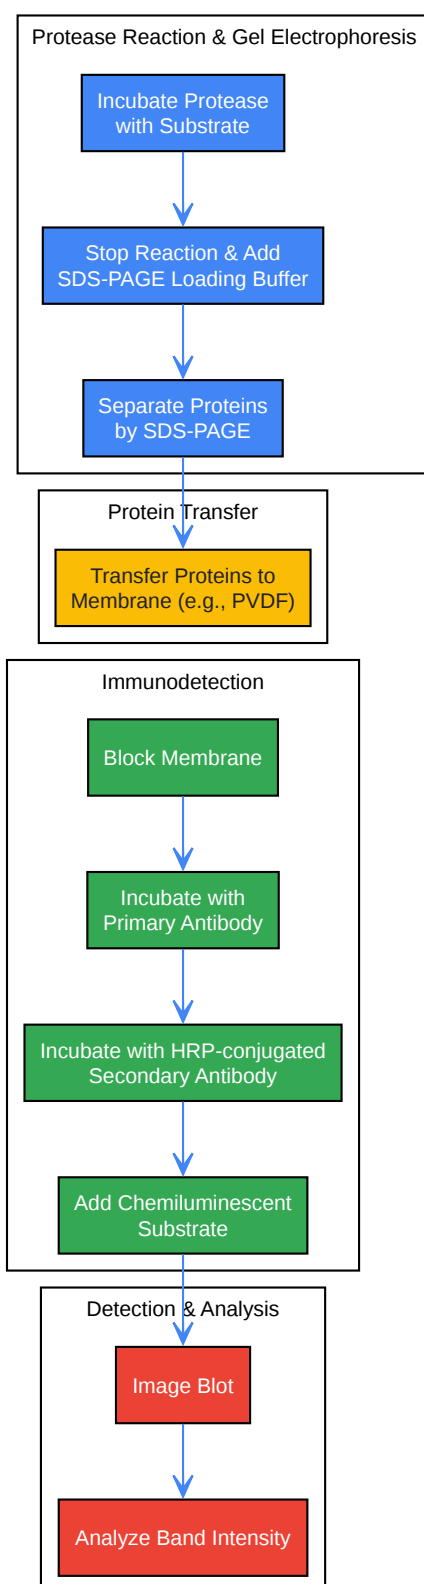 Protease Reaction & Gel Electrophoresis
Incubate Protease
with Substrate
Stop Reaction & Add
SDS-PAGE Loading Buffer
Separate Proteins
by SDS-PAGE
Protein Transfer
Transfer Proteins to
Membrane (e.g., PVDF)
Immunodetection
Block Membrane
Incubate with
Primary Antibody
Incubate with HRP-conjugated
Secondary Antibody
Add Chemiluminescent
Substrate
Detection & Analysis
Image Blot
Analyze Band Intensity